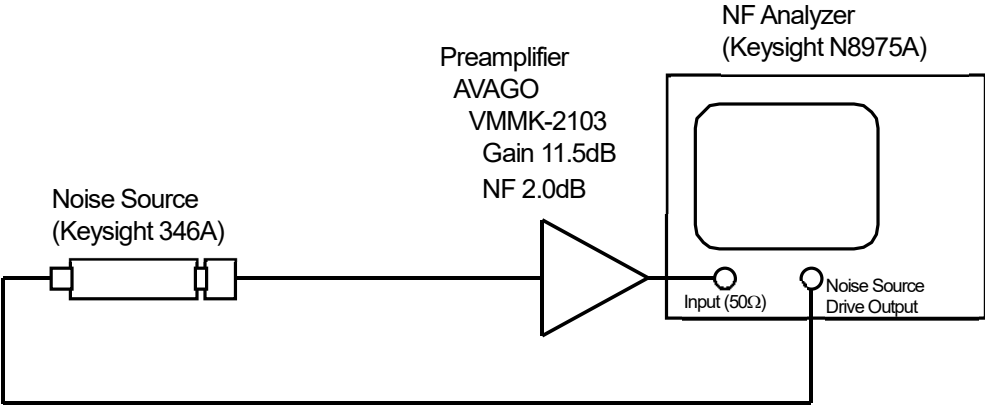 NF Analyzer
(Keysight N8975A)
Preamplifier
AVAGO
VMMK-2103
Gain 11.5dB
NF 2.0dB
Noise Source
(Keysight 346A)
Input (50Ω)
Noise Source
Drive Output